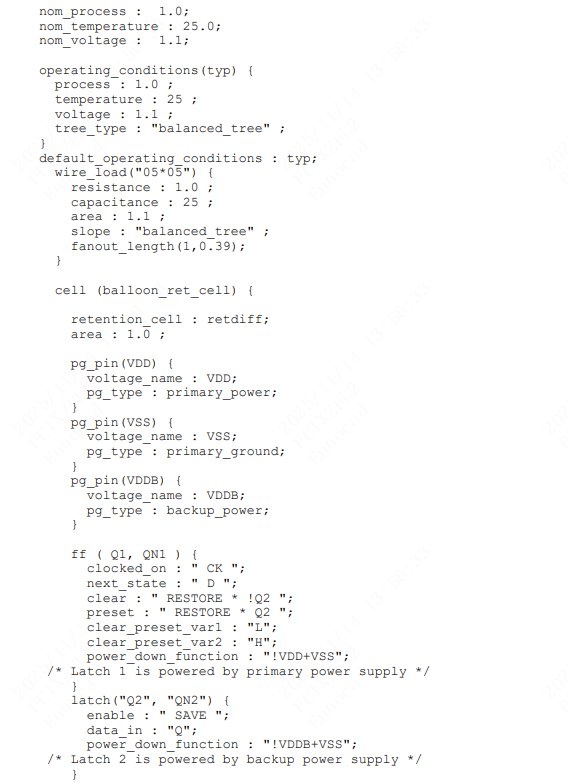 nom_process :  1.0;
nom_temperature : 25.0;
nom_voltage :  1.1;

operating_conditions(typ) {
  process : 1.0 ;
  temperature : 25 ;
  voltage : 1.1 ;
  tree_type : "balanced_tree" ;
}
default_operating_conditions : typ;
  wire_load("05*05") {
    resistance : 1.0 ;
    capacitance : 25 ;
    area : 1.1 ;
    slope : "balanced_tree" ;
    fanout_length(1,0.39);
  }

  cell (balloon_ret_cell) {

    retention_cell : retdiff;
    area : 1.0 ;

    pg_pin(VDD) {
      voltage_name : VDD;
      pg_type : primary_power;
    }
    pg_pin(VSS) {
      voltage_name : VSS;
      pg_type : primary_ground;
    }
    pg_pin(VDDB) {
      voltage_name : VDDB;
      pg_type : backup_power;
    }

    ff ( Q1, QN1 ) {
      clocked_on : " CK ";
      next_state : " D ";
      clear : " RESTORE * !Q2 ";
      preset : " RESTORE * Q2 ";
      clear_preset_var1 : "L";
      clear_preset_var2 : "H";
      power_down_function : "!VDD+VSS";
 /* Latch 1 is powered by primary power supply */
    }
    latch("Q2", "QN2") {
      enable : " SAVE ";
      data_in : "Q";
      power_down_function : "!VDDB+VSS";
 /* Latch 2 is powered by backup power supply */
    }